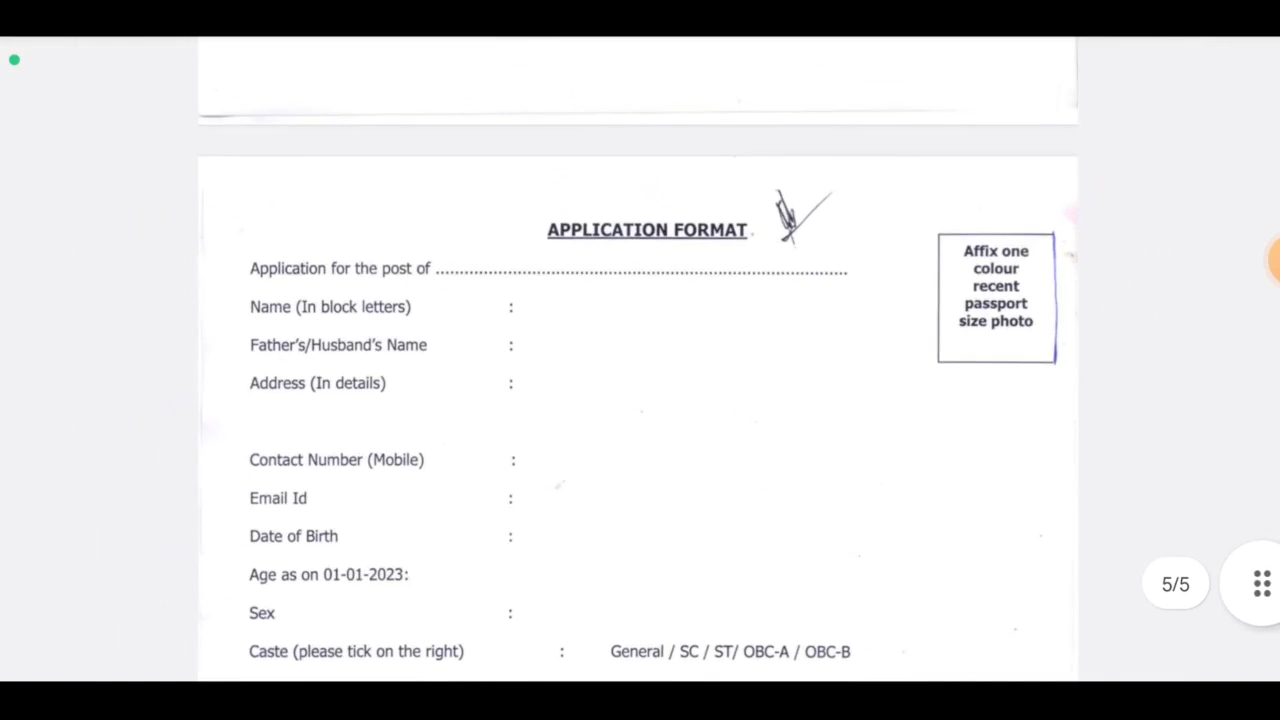 APPLICATION FORMAT
Application for the post of ........................................................................................................
Name (In block letters) :
Father's/Husband's Name :
Address (In details) :
Contact Number (Mobile) :
Email Id :
Date of Birth :
Age as on 01-01-2023:
Sex :
Caste (please tick on the right) : General / SC / ST/ OBC-A / OBC-B
Affix one
colour
recent
passport
size photo
5/5